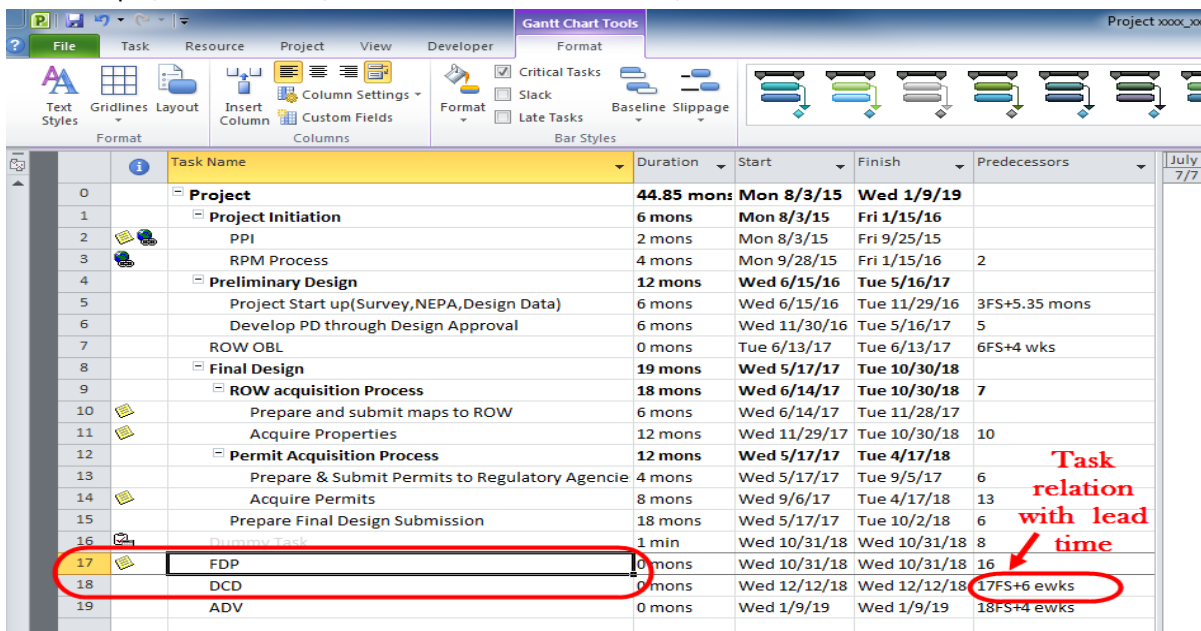 Gantt Chart Tools
Project xxxx_xx
File Task Resource Project View Developer Format
Text Styles
Gridlines
Layout
Format
Insert Column
Column Settings
Custom Fields
Columns
Format
Critical Tasks
Slack
Late Tasks
Baseline
Slippage
Bar Styles
Task Name Duration Start Finish Predecessors July
7/7
0 Project 44.85 mons Mon 8/3/15 Wed 1/9/19
1 Project Initiation 6 mons Mon 8/3/15 Fri 1/15/16
2 PPI 2 mons Mon 8/3/15 Fri 9/25/15
3 RPM Process 4 mons Mon 9/28/15 Fri 1/15/16 2
4 Preliminary Design 12 mons Wed 6/15/16 Tue 5/16/17
5 Project Start up(Survey,NEPA,Design Data) 6 mons Wed 6/15/16 Tue 11/29/16 3FS+5.35 mons
6 Develop PD through Design Approval 6 mons Wed 11/30/16 Tue 5/16/17 5
7 ROW OBL 0 mons Tue 6/13/17 Tue 6/13/17 6FS+4 wks
8 Final Design 19 mons Wed 5/17/17 Tue 10/30/18
9 ROW acquisition Process 18 mons Wed 6/14/17 Tue 10/30/18 7
10 Prepare and submit maps to ROW 6 mons Wed 6/14/17 Tue 11/28/17
11 Acquire Properties 12 mons Wed 11/29/17 Tue 10/30/18 10
12 Permit Acquisition Process 12 mons Wed 5/17/17 Tue 4/17/18
13 Prepare & Submit Permits to Regulatory Agencie 4 mons Wed 5/17/17 Tue 9/5/17 6
14 Acquire Permits 8 mons Wed 9/6/17 Tue 4/17/18 13
15 Prepare Final Design Submission 18 mons Wed 5/17/17 Tue 10/2/18 6
16 Dummy Task 1 min Wed 10/31/18 Wed 10/31/18 8
17 FDP 0 mons Wed 10/31/18 Wed 10/31/18 16
18 DCD 0 mons Wed 12/12/18 Wed 12/12/18 17FS+6 ewks
19 ADV 0 mons Wed 1/9/19 Wed 1/9/19 18FS+4 ewks
Task
relation
with lead
time